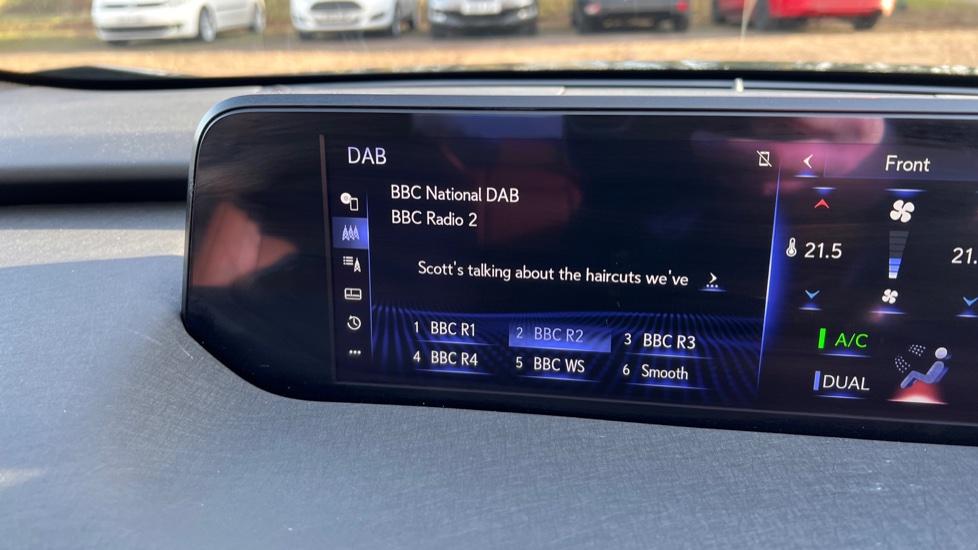 DAB
BBC National DAB
BBC Radio 2
Scott's talking about the haircuts we've
1 BBC R1 2 BBC R2 3 BBC R3
4 BBC R4 5 BBC WS 6 Smooth
Front
21.5 21.
A/C
DUAL